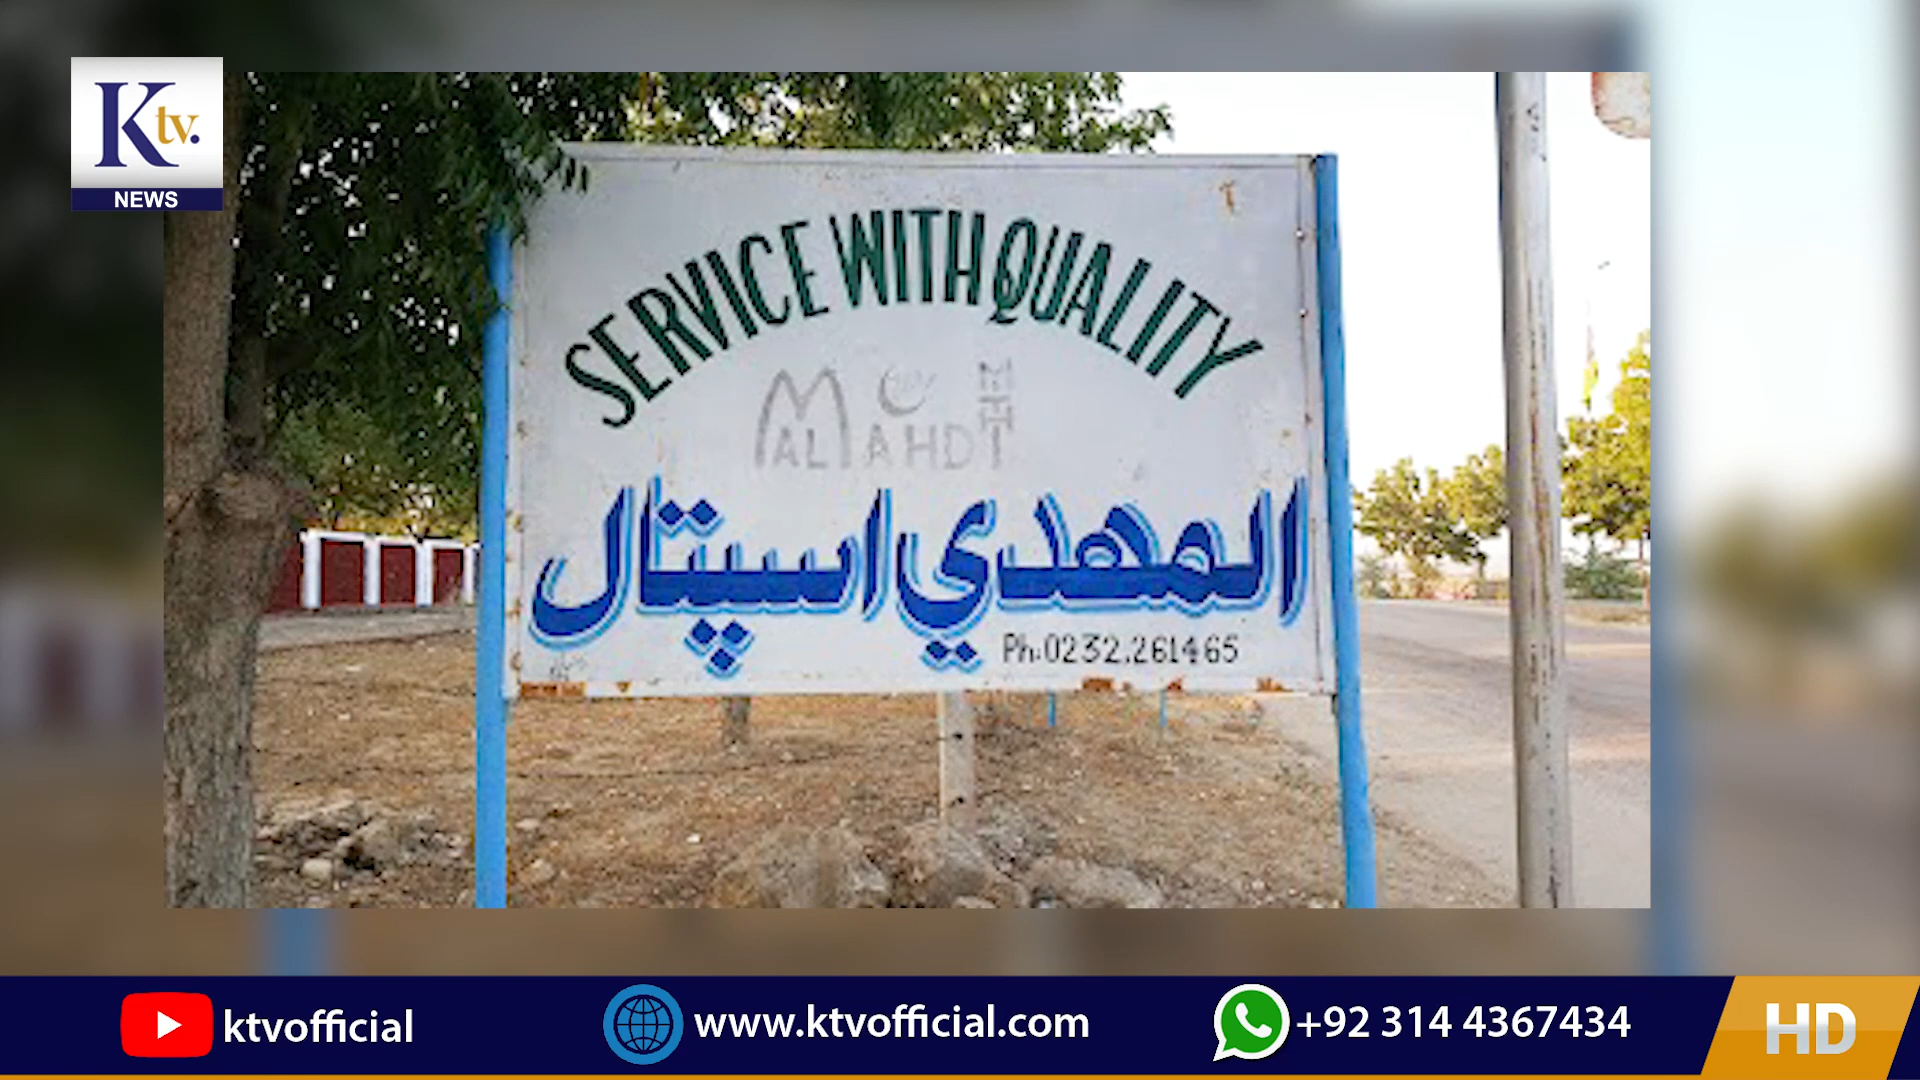 Ktv.
NEWS
SERVICE WITH QUALITY
AL MAHDI
المهدي اسپتال
Ph:0232.261465
ktvofficial
www.ktvofficial.com
+92 314 4367434
HD